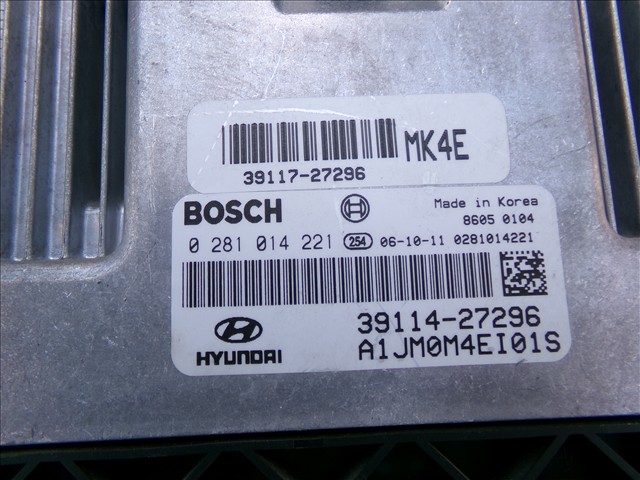 MK4E
39117-27296
BOSCH
Made in Korea
8605 0104
0 281 014 221 254 06-10-11 0281014221
39114-27296
HYUNDAI
A1JM0M4EI01S